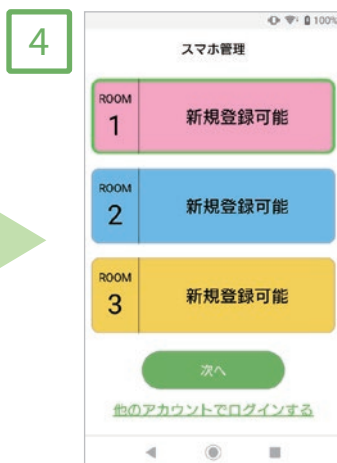 4
100%
スマホ管理
ROOM
1
新規登録可能
ROOM
2
新規登録可能
ROOM
3
新規登録可能
次へ
他のアカウントでログインする